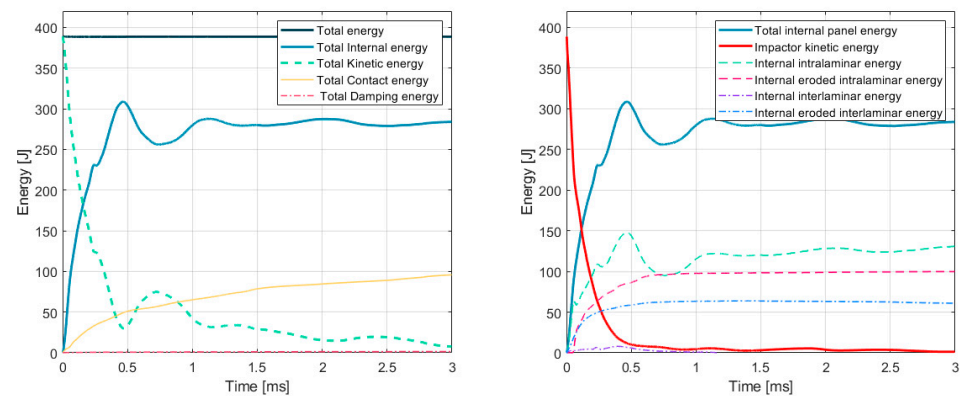 Energy [J]
400
350
300
250
200
150
100
50
0
Total energy
Total Internal energy
Total Kinetic energy
Total Contact energy
Total Damping energy
0
0.5
1
1.5
2
2.5
3
Time [ms]
Energy [J]
400
350
300
250
200
150
100
50
0
Total internal panel energy
Impactor kinetic energy
Internal intralaminar energy
Internal eroded intralaminar energy
Internal interlaminar energy
Internal eroded interlaminar energy
0
0.5
1
1.5
2
2.5
3
Time [ms]